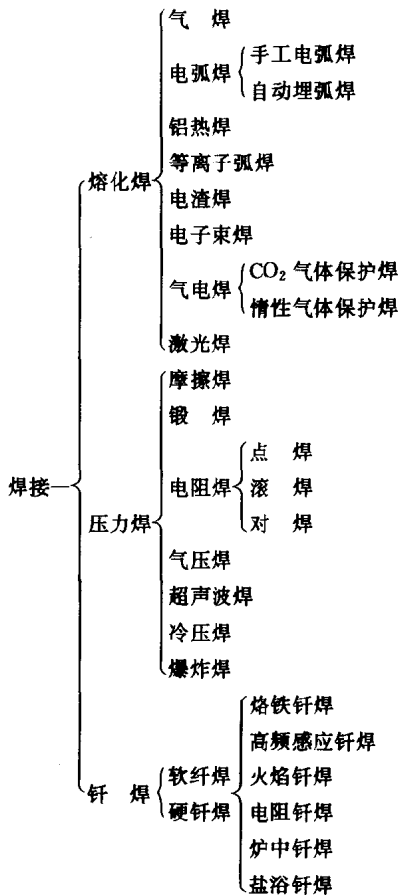 气 焊
手工电弧焊
电弧焊
自动埋弧焊
铝热焊
等离子弧焊
熔化焊
电渣焊
电子束焊
CO₂ 气体保护焊
气电焊
惰性气体保护焊
激光焊
摩擦焊
锻 焊
点 焊
焊接
电阻焊
滚 焊
压力焊
对 焊
气压焊
超声波焊
冷压焊
爆炸焊
烙铁钎焊
高频感应钎焊
软纤焊
火焰钎焊
钎 焊
硬钎焊
电阻钎焊
炉中钎焊
盐浴钎焊